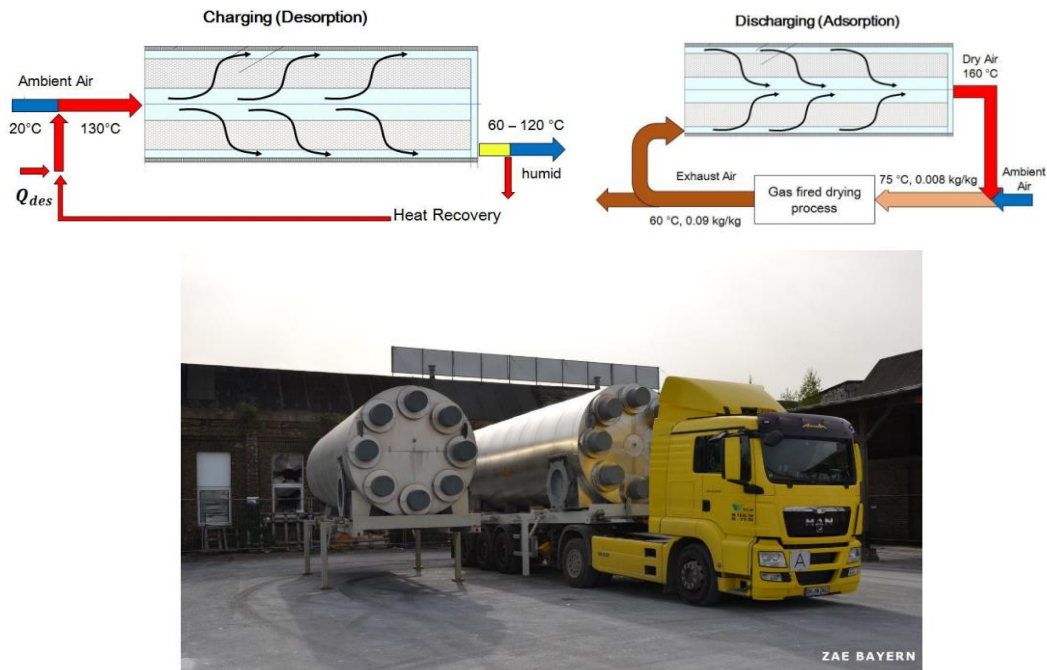 Charging (Desorption)
Ambient Air
20°C
130°C
60 – 120 °C
humid
Q_des
Heat Recovery
Discharging (Adsorption)
Dry Air
160 °C
Exhaust Air
Gas fired drying
process
75 °C, 0.008 kg/kg
Ambient
Air
60 °C, 0.09 kg/kg
MAN
A
ZAE BAYERN